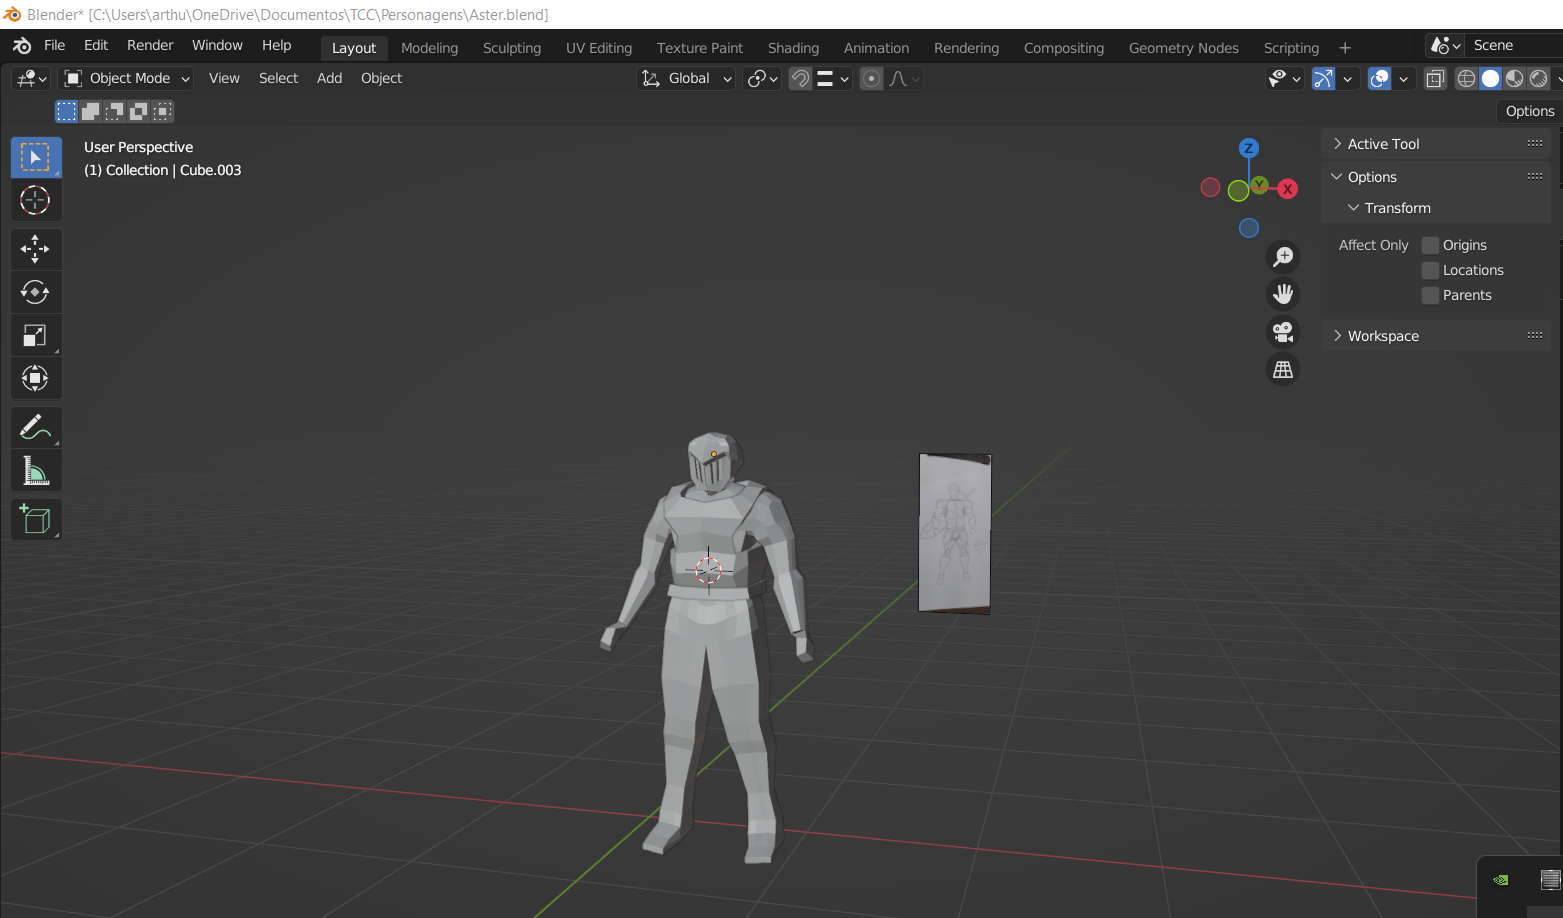 Blender* [C:\Users\arthu\OneDrive\Documentos\TCC\Personagens\Aster.blend]
File Edit Render Window Help Layout Modeling Sculpting UV Editing Texture Paint Shading Animation Rendering Compositing Geometry Nodes Scripting + Scene
Object Mode View Select Add Object Global
Options
User Perspective
(1) Collection | Cube.003
Z
Y
X
Active Tool
Options
Transform
Affect Only Origins
Locations
Parents
Workspace